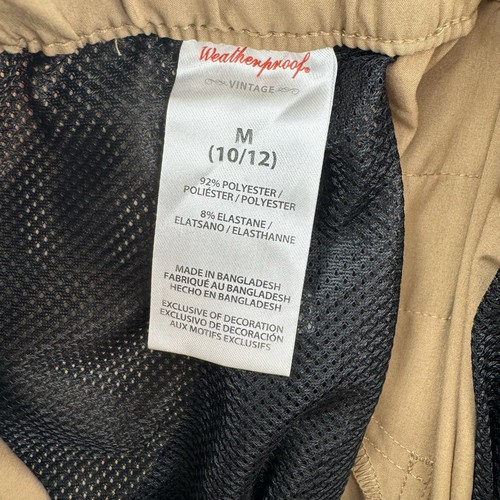 Weatherproof®
VINTAGE
M
(10/12)
92% POLYESTER /
POLIÉSTER / POLYESTER
8% ELASTANE /
ELATSANO / ELASTHANNE
MADE IN BANGLADESH
FABRIQUÉ AU BANGLADESH
HECHO EN BANGLADESH
EXCLUSIVE OF DECORATION
EXCLUSIVO DE DECORACIÓN
AUX MOTIFS EXCLUSIFS